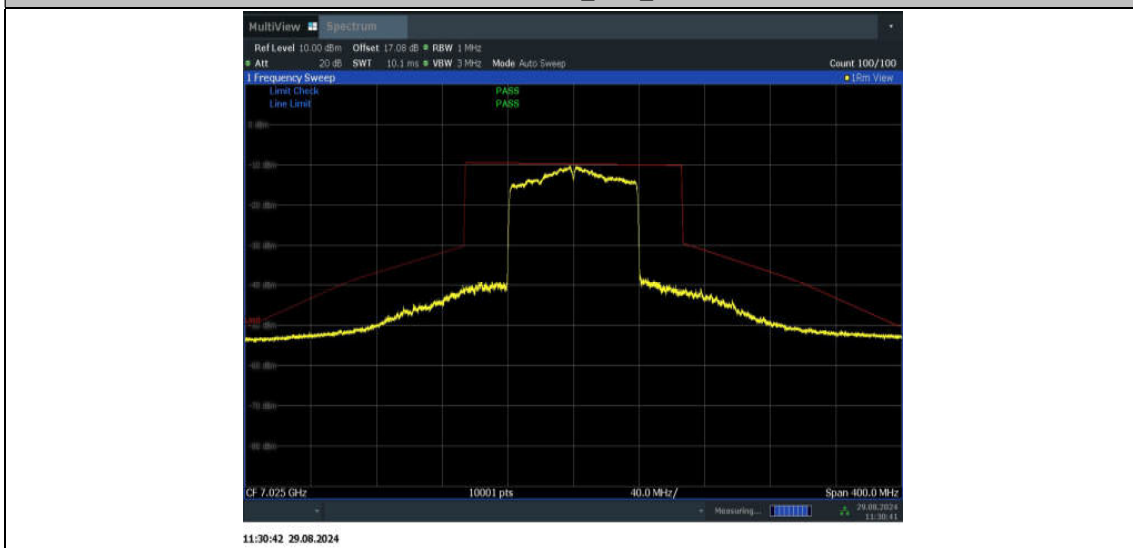 MultiView Spectrum
Ref Level 10.00 dBm Offset 17.08 dB RBW 1 MHz
Att 20 dB SWT 10.1 ms VBW 3 MHz Mode Auto Sweep Count 100/100
1 Frequency Sweep 1Rm View
Limit Check PASS
Line Limit PASS
0 dBm
-10 dBm
-20 dBm
-30 dBm
-40 dBm
-50 dBm
-60 dBm
-70 dBm
-80 dBm
CF 7.025 GHz 10001 pts 40.0 MHz/ Span 400.0 MHz
Measuring... 29.08.2024
11:30:41
11:30:42 29.08.2024